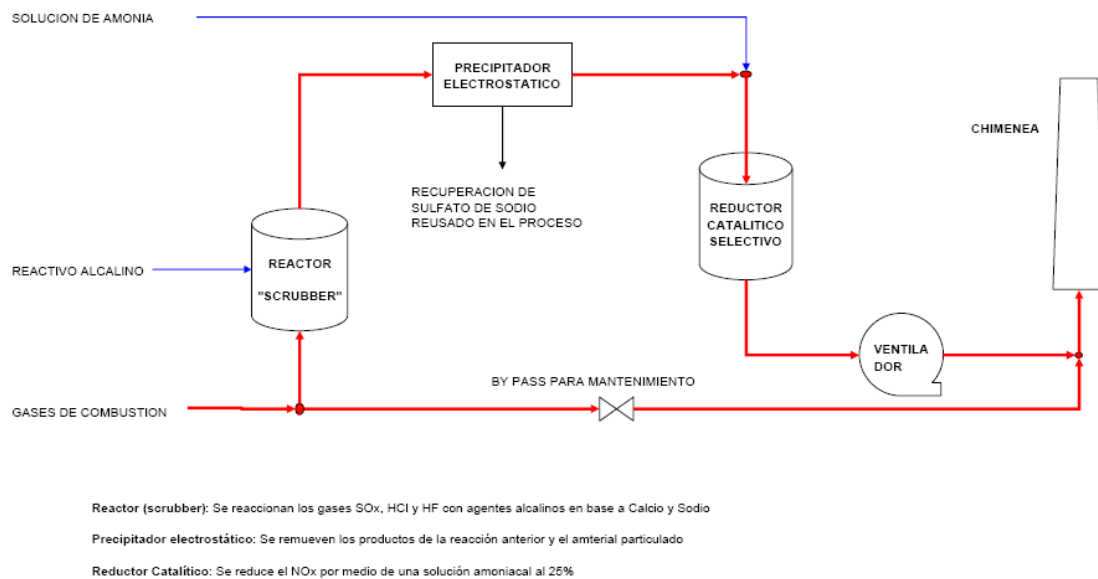 SOLUCION DE AMONIA
PRECIPITADOR
ELECTROSTATICO
CHIMENEA
RECUPERACION DE
SULFATO DE SODIO
REUSADO EN EL PROCESO
REDUCTOR
CATALITICO
SELECTIVO
REACTIVO ALCALINO
REACTOR
"SCRUBBER"
VENTILA
DOR
BY PASS PARA MANTENIMIENTO
GASES DE COMBUSTION
Reactor (scrubber): Se reaccionan los gases SOx, HCl y HF con agentes alcalinos en base a Calcio y Sodio
Precipitador electrostático: Se remueven los productos de la reacción anterior y el amterial particulado
Reductor Catalítico: Se reduce el NOx por medio de una solución amoniacal al 25%